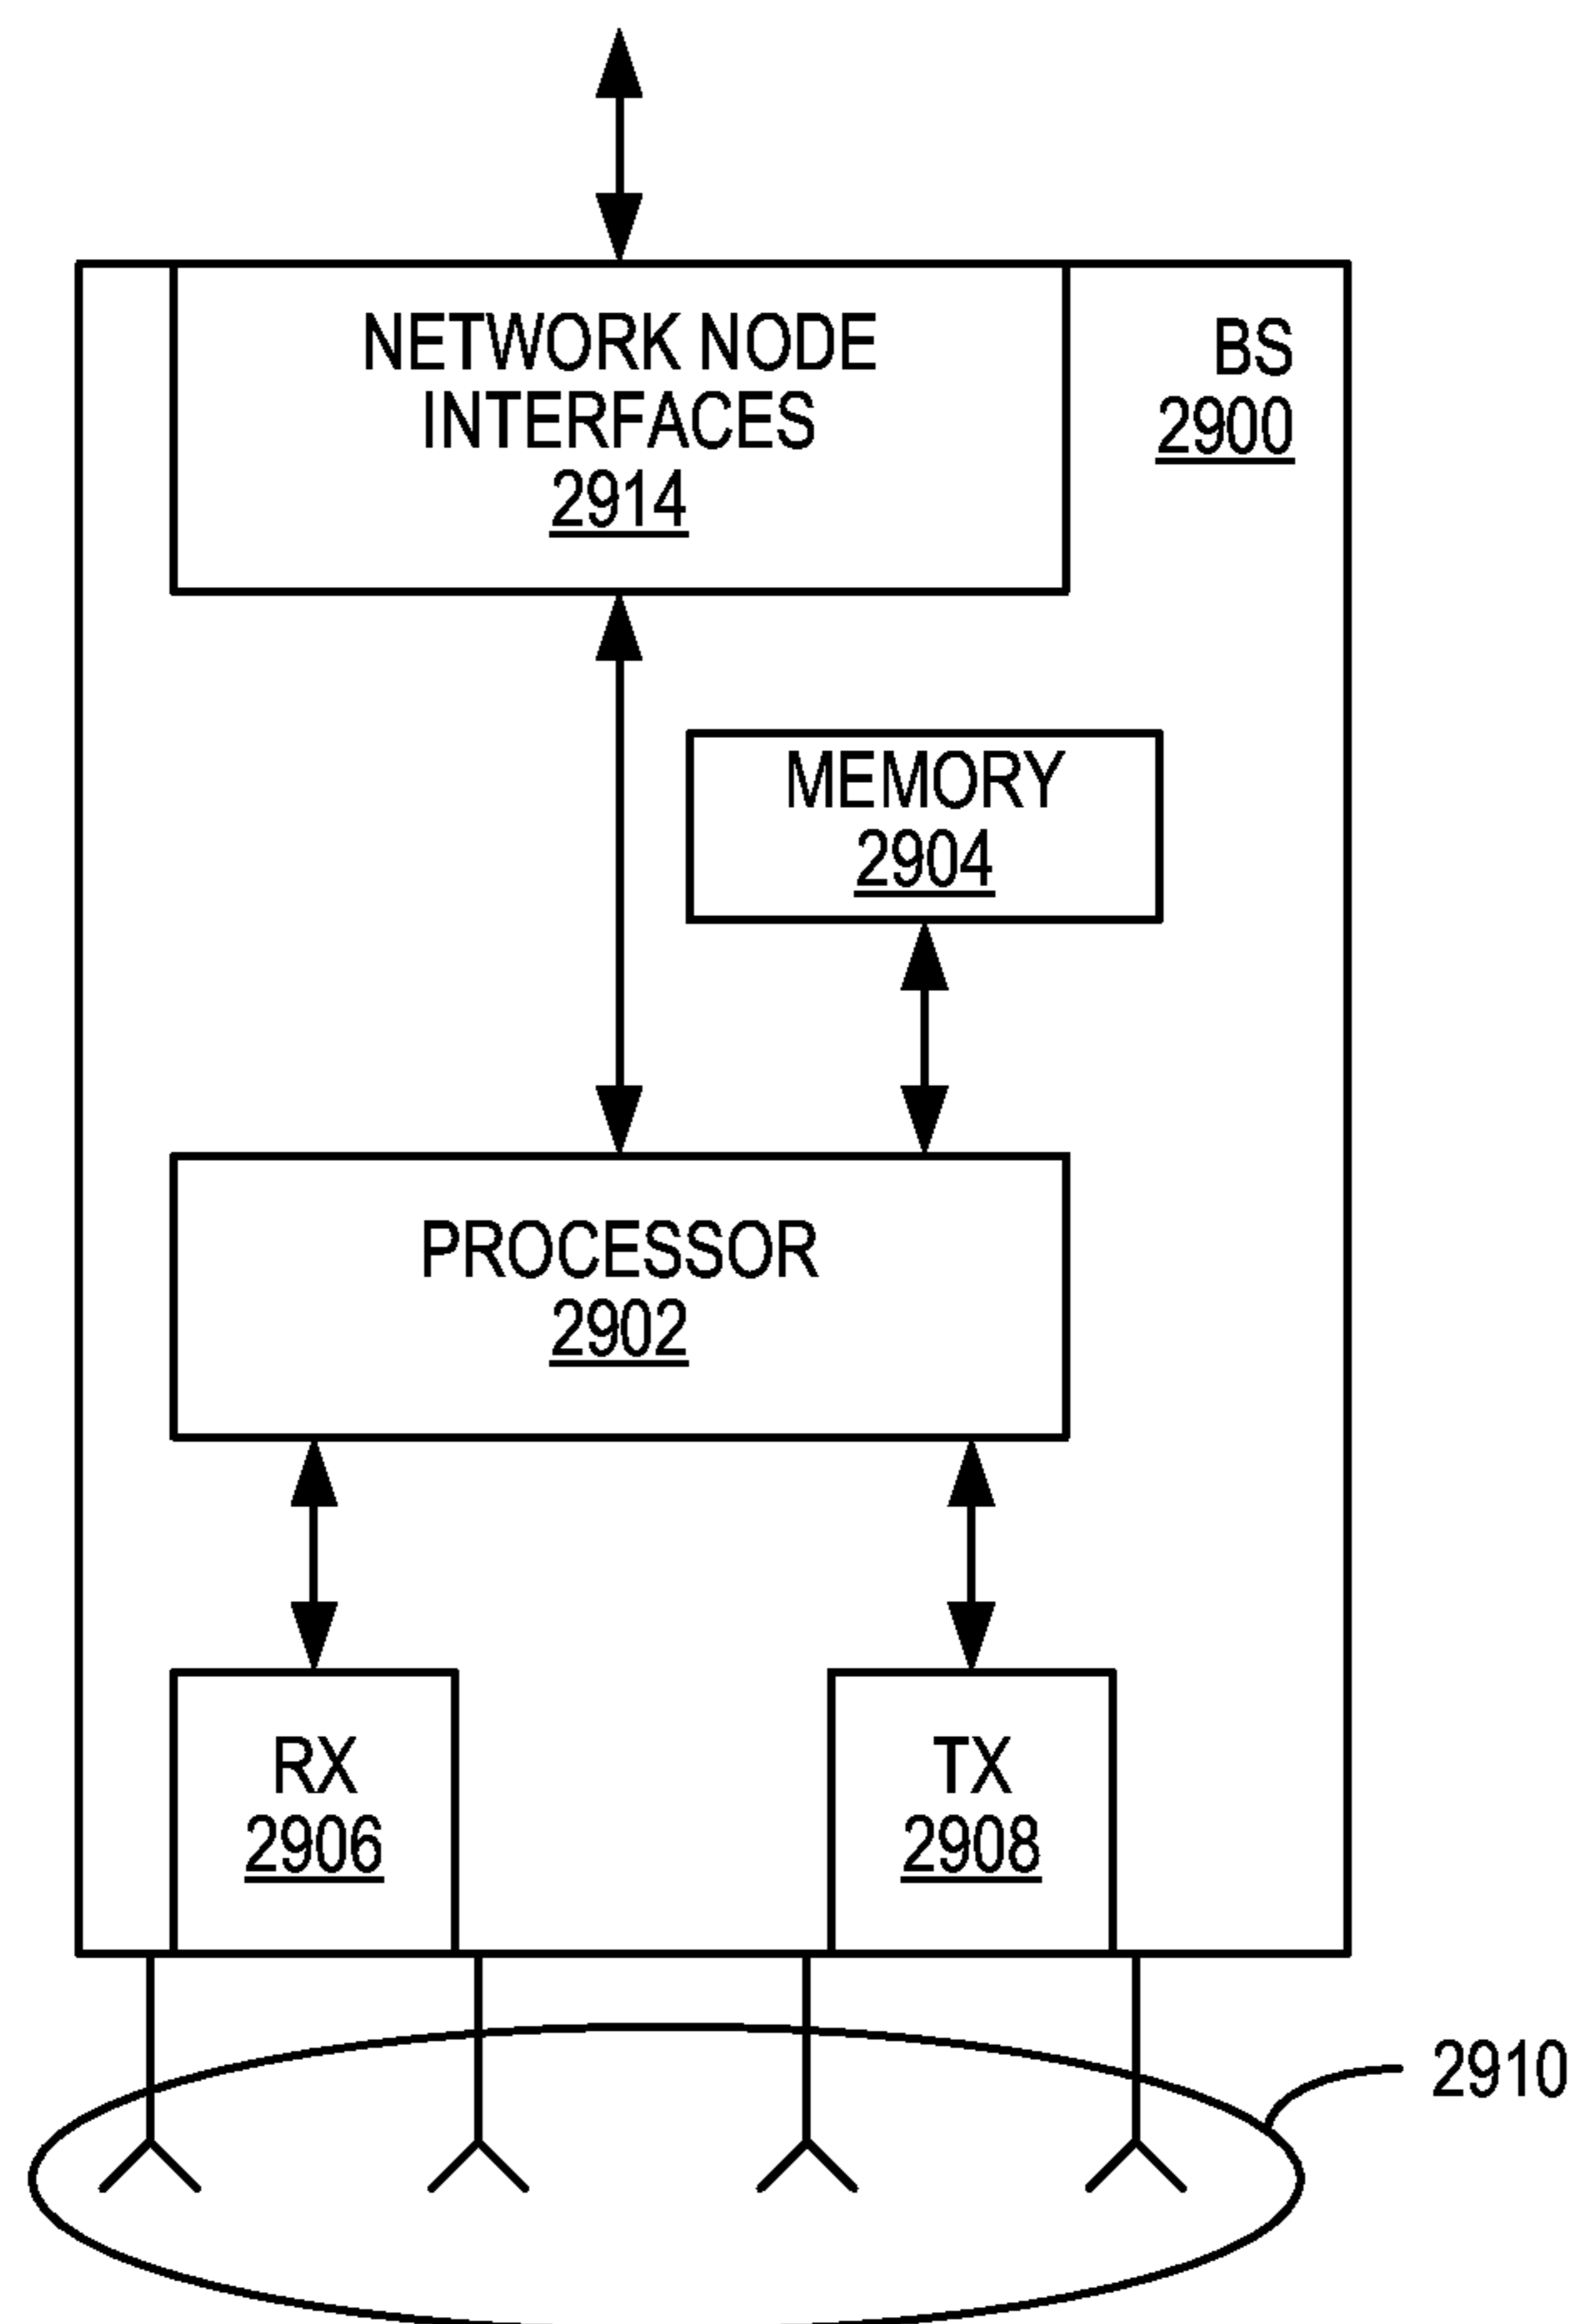 NETWORK NODE
INTERFACES
2914
BS
2900
MEMORY
2904
PROCESSOR
2902
RX
2906
TX
2908
2910